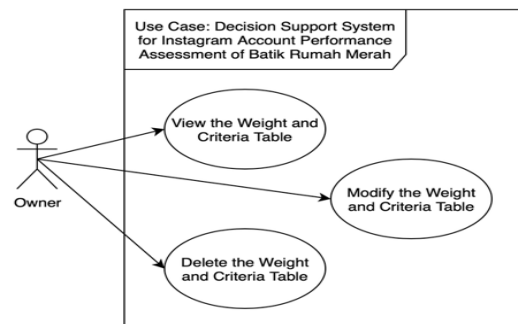 Use Case: Decision Support System
for Instagram Account Performance
Assessment of Batik Rumah Merah
View the Weight and
Criteria Table
Modify the Weight
and Criteria Table
Owner
Delete the Weight
and Criteria Table